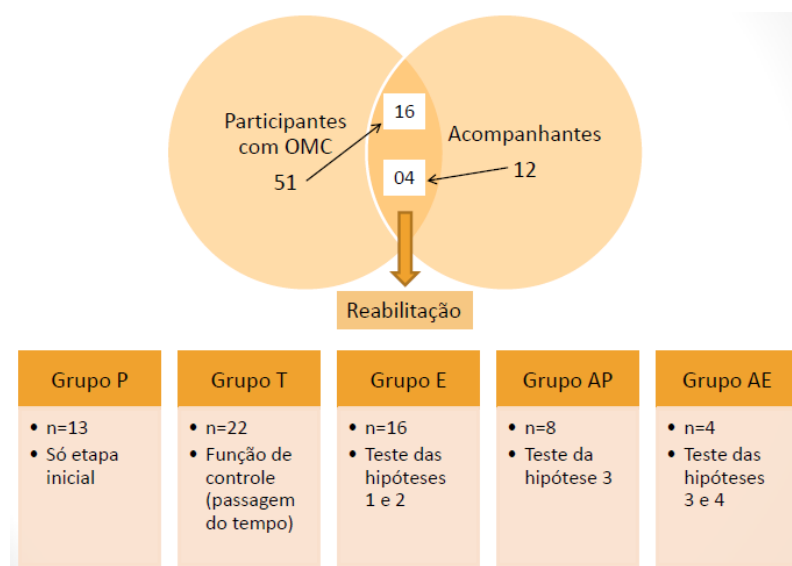 Participantes
com OMC
51
16
04
Acompanhantes
12
Reabilitação
Grupo P
• n=13
• Só etapa
inicial
Grupo T
• n=22
• Função de
controle
(passagem
do tempo)
Grupo E
• n=16
• Teste das
hipóteses
1 e 2
Grupo AP
• n=8
• Teste da
hipótese 3
Grupo AE
• n=4
• Teste das
hipóteses
3 e 4